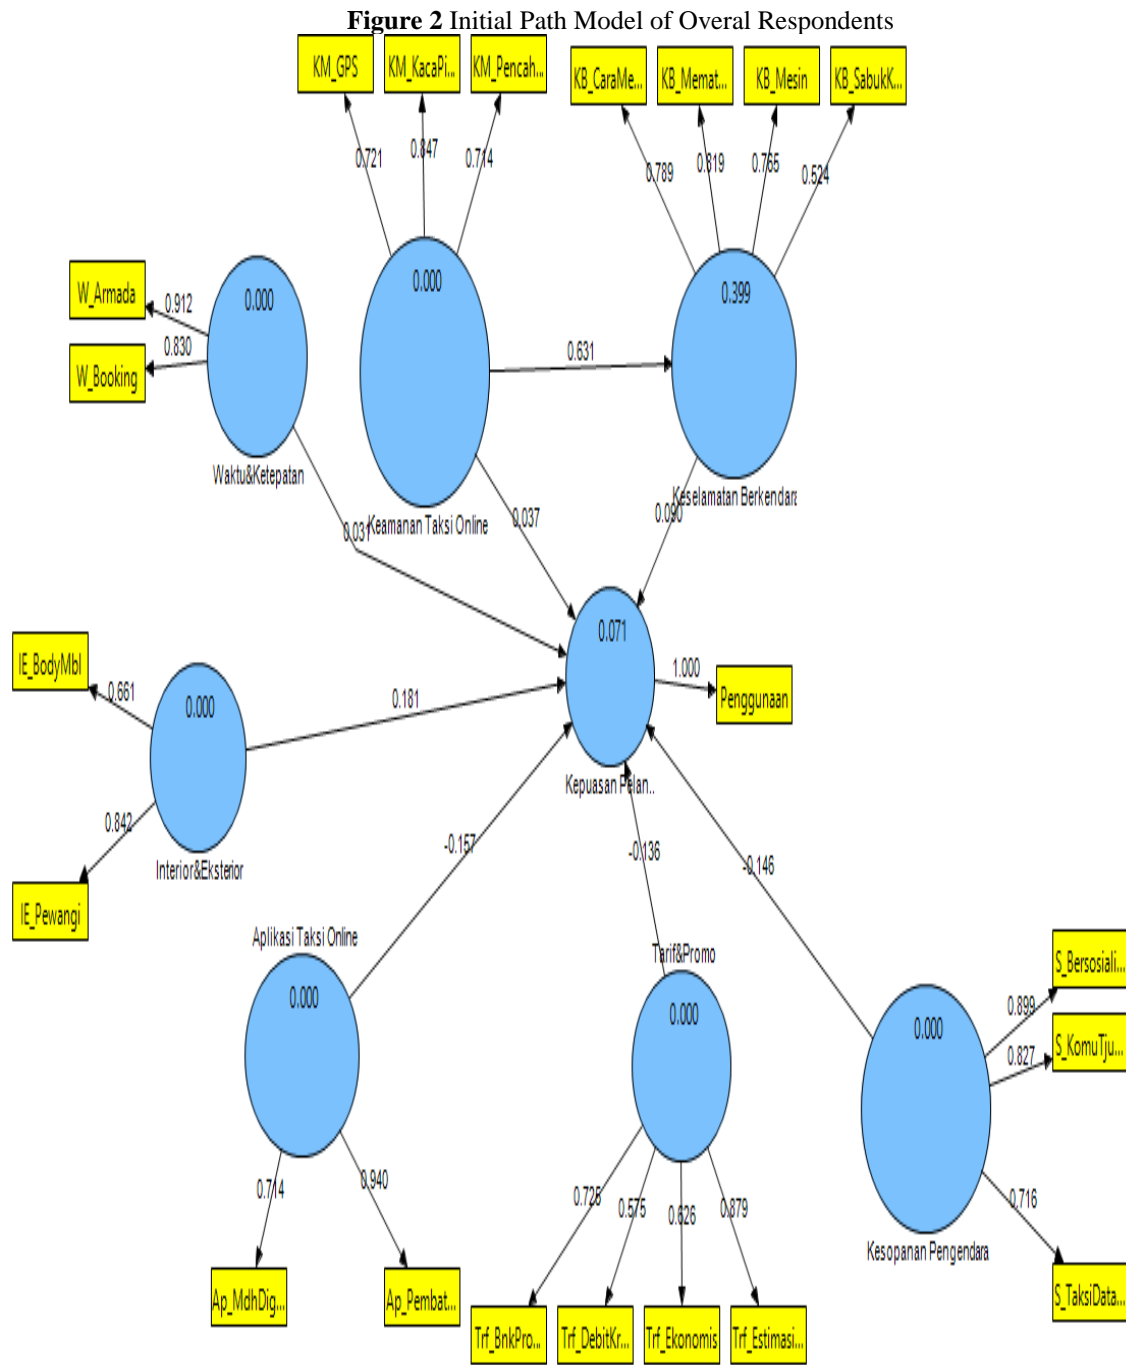 Figure 2 Initial Path Model of Overal Respondents
KM_GPS
KM_KacaPi...
KM_Pencah...
KB_CaraMe...
KB_Memat...
KB_Mesin
KB_SabukK...
0.721
0.847
0.714
0.789
0.819
0.765
0.524
W_Armada
W_Booking
0.912
0.830
0.000
0.000
0.399
0.631
Waktu&Ketepatan
Keamanan Taksi Online
Keselamatan Berkendara
0.031
0.037
0.090
IE_BodyMbl
0.661
0.000
0.181
0.071
1.000
Penggunaan
0.842
Interior&Eksterior
IE_Pewangi
Kepuasan Pelan..
-0.157
-0.136
-0.146
Aplikasi Taksi Online
0.000
Tarif&Promo
0.000
0.000
S_Bersosiali...
0.899
S_KomuTju...
0.827
0.716
Kesopanan Pengendara
S_TaksiData...
0.714
0.940
0.725
0.575
0.626
0.879
Ap_MdhDig...
Ap_Pembat...
Trf_BnkPro...
Trf_DebitKr...
Trf_Ekonomis
Trf_Estimasi...